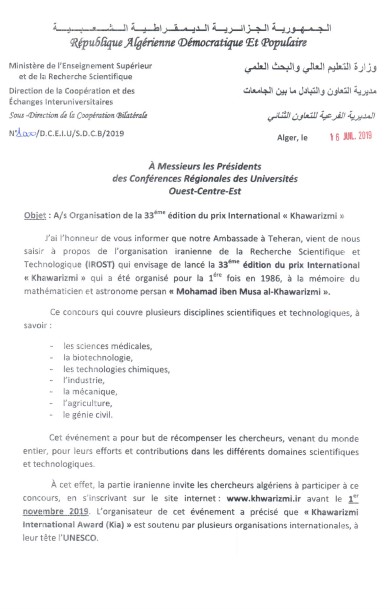 الـجـمـهـوريـة الـجـزائـريـة الـديـمـقـراطـيـة الـشـعـبـيـة
République Algérienne Démocratique Et Populaire
Ministère de l'Enseignement Supérieur
et de la Recherche Scientifique
وزارة التعليم العالي والبحث العلمي
Direction de la Coopération et des
Échanges Interuniversitaires
مديرية التعاون والتبادل ما بين الجامعات
Sous-Direction de la Coopération Bilatérale
المديرية الفرعية للتعاون الثنائي
/D.C.E.I.U/S.D.C.B/2019
Alger, le 16 JUIL 2019
À Messieurs les Présidents
des Conférences Régionales des Universités
Ouest-Centre-Est
Objet : A/s Organisation de la 33ème édition du prix International « Khawarizmi »
J'ai l'honneur de vous informer que notre Ambassade à Teheran, vient de nous
saisir à propos de l'organisation iranienne de la Recherche Scientifique et
Technologique (IROST) qui envisage de lancé la 33ème édition du prix International
« Khawarizmi » qui a été organisé pour la 1ère fois en 1986, à la mémoire du
mathématicien et astronome persan « Mohamad iben Musa al-Khawarizmi ».
Ce concours qui couvre plusieurs disciplines scientifiques et technologiques, à
savoir :
- les sciences médicales,
- la biotechnologie,
- les technologies chimiques,
- l'industrie,
- la mécanique,
- l'agriculture,
- le génie civil.
Cet événement a pour but de récompenser les chercheurs, venant du monde
entier, pour leurs efforts et contributions dans les différents domaines scientifiques
et technologiques.
À cet effet, la partie iranienne invite les chercheurs algériens à participer à ce
concours, en s'inscrivant sur le site internet : www.khwarizmi.ir avant le 1er
novembre 2019. L'organisateur de cet événement a précisé que « Khawarizmi
International Award (Kia) » est soutenu par plusieurs organisations internationales, à
leur tête l'UNESCO.